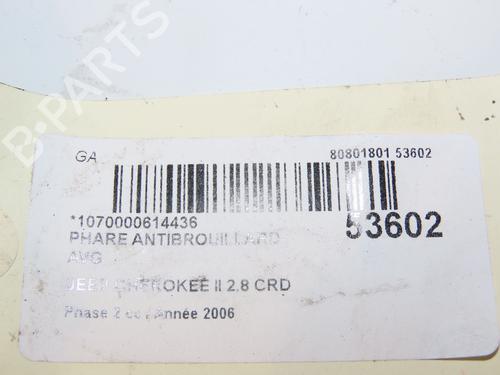 B-PARTS
GA
80801801 53602
*1070000614436
53602
PHARE ANTIBROUILLARD
AVG
JEEP CHEROKEE II 2.8 CRD
Phase 2 Année 2006